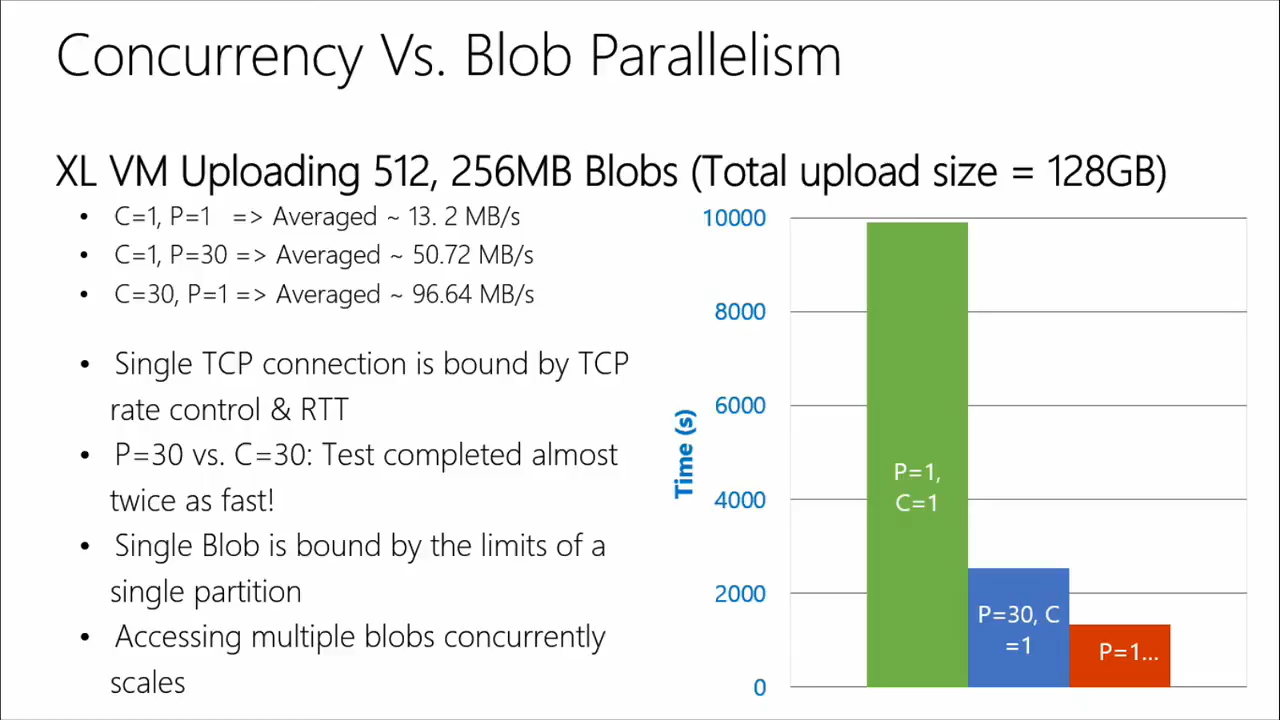 Concurrency Vs. Blob Parallelism
XL VM Uploading 512, 256MB Blobs (Total upload size = 128GB)
• C=1, P=1 => Averaged ~ 13. 2 MB/s
• C=1, P=30 => Averaged ~ 50.72 MB/s
• C=30, P=1 => Averaged ~ 96.64 MB/s
• Single TCP connection is bound by TCP
rate control & RTT
• P=30 vs. C=30: Test completed almost
twice as fast!
• Single Blob is bound by the limits of a
single partition
• Accessing multiple blobs concurrently
scales
10000
8000
6000
4000
2000
0
Time (s)
P=1,
C=1
P=30, C
=1
P=1...